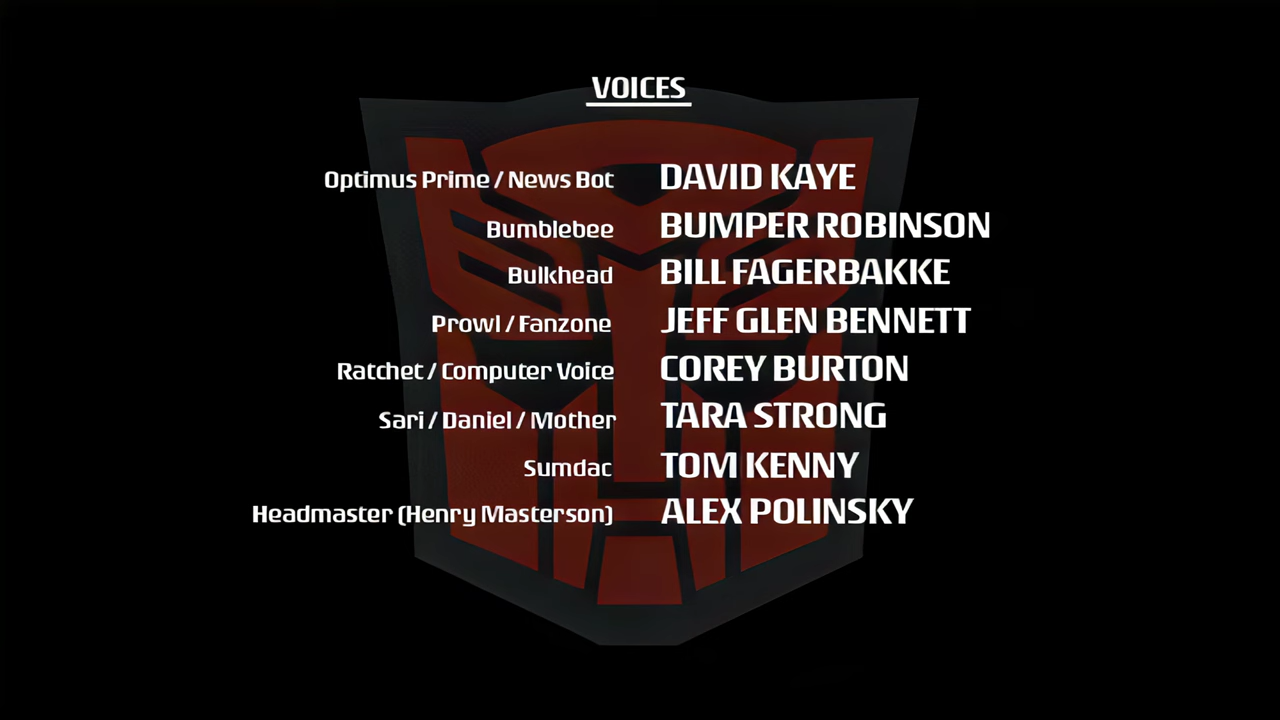 VOICES
Optimus Prime / News Bot DAVID KAYE
Bumblebee BUMPER ROBINSON
Bulkhead BILL FAGERBAKKE
Prowl / Fanzone JEFF GLEN BENNETT
Ratchet / Computer Voice COREY BURTON
Sari / Daniel / Mother TARA STRONG
Sumdac TOM KENNY
Headmaster (Henry Masterson) ALEX POLINSKY